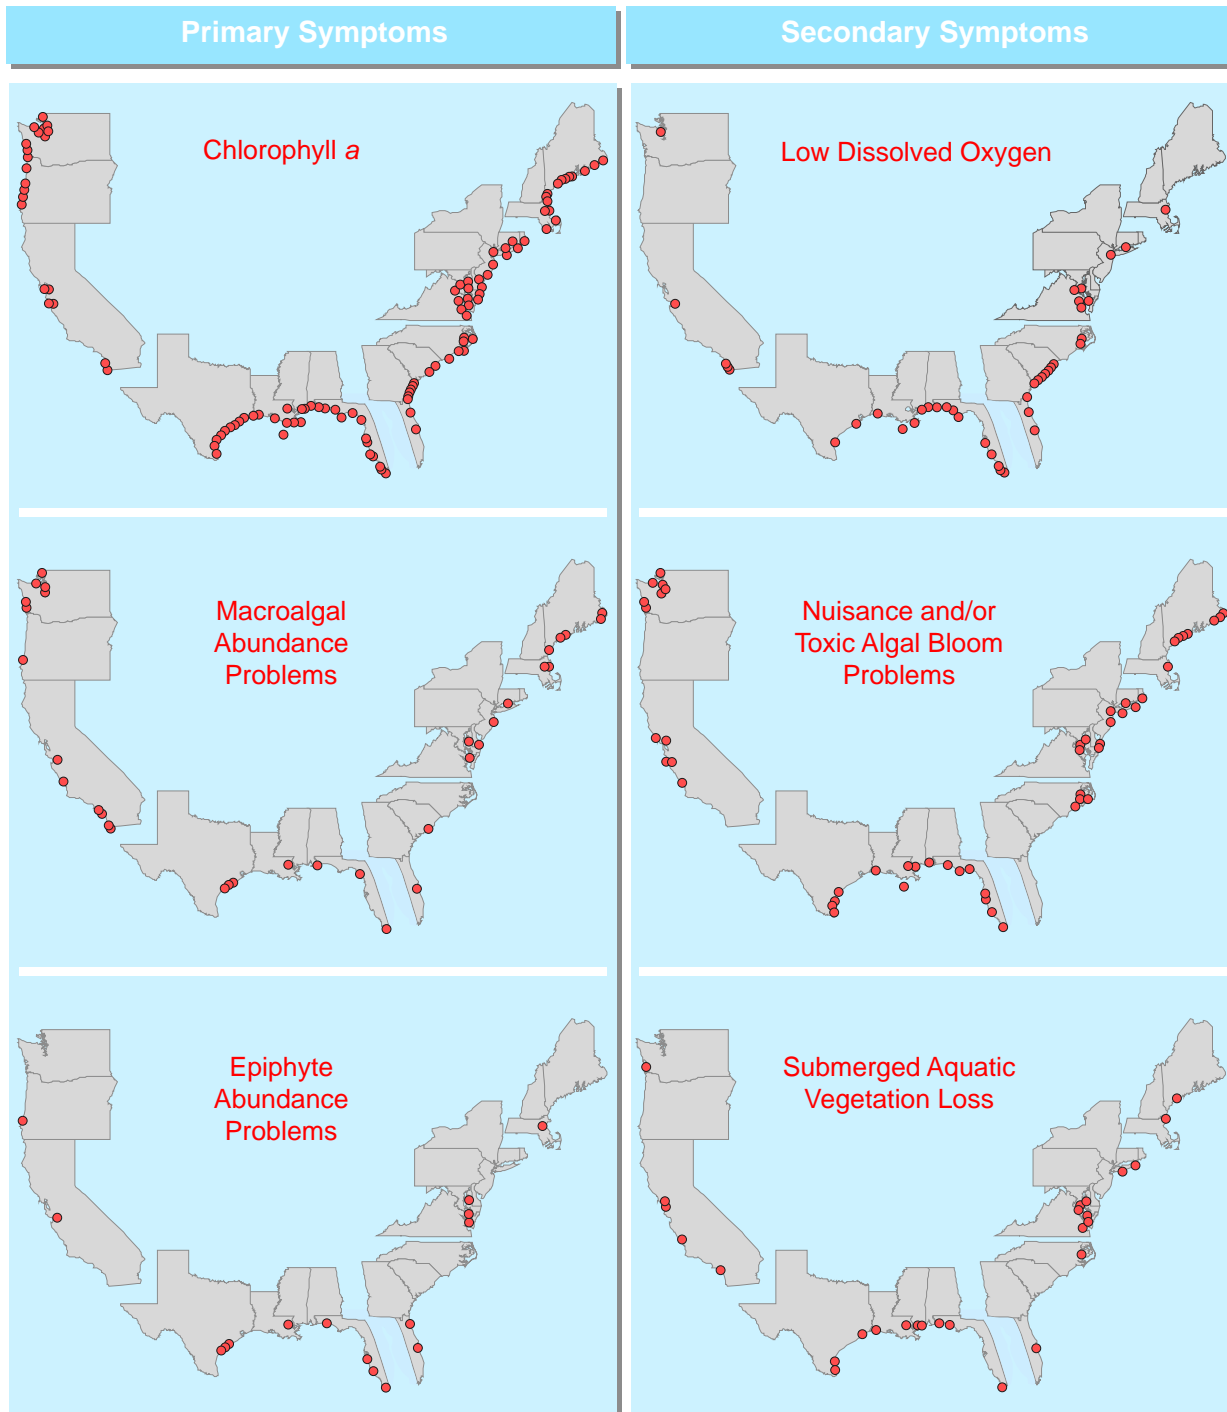 Primary Symptoms
Secondary Symptoms
Chlorophyll a
Low Dissolved Oxygen
Macroalgal
Abundance
Problems
Nuisance and/or
Toxic Algal Bloom
Problems
Epiphyte
Abundance
Problems
Submerged Aquatic
Vegetation Loss